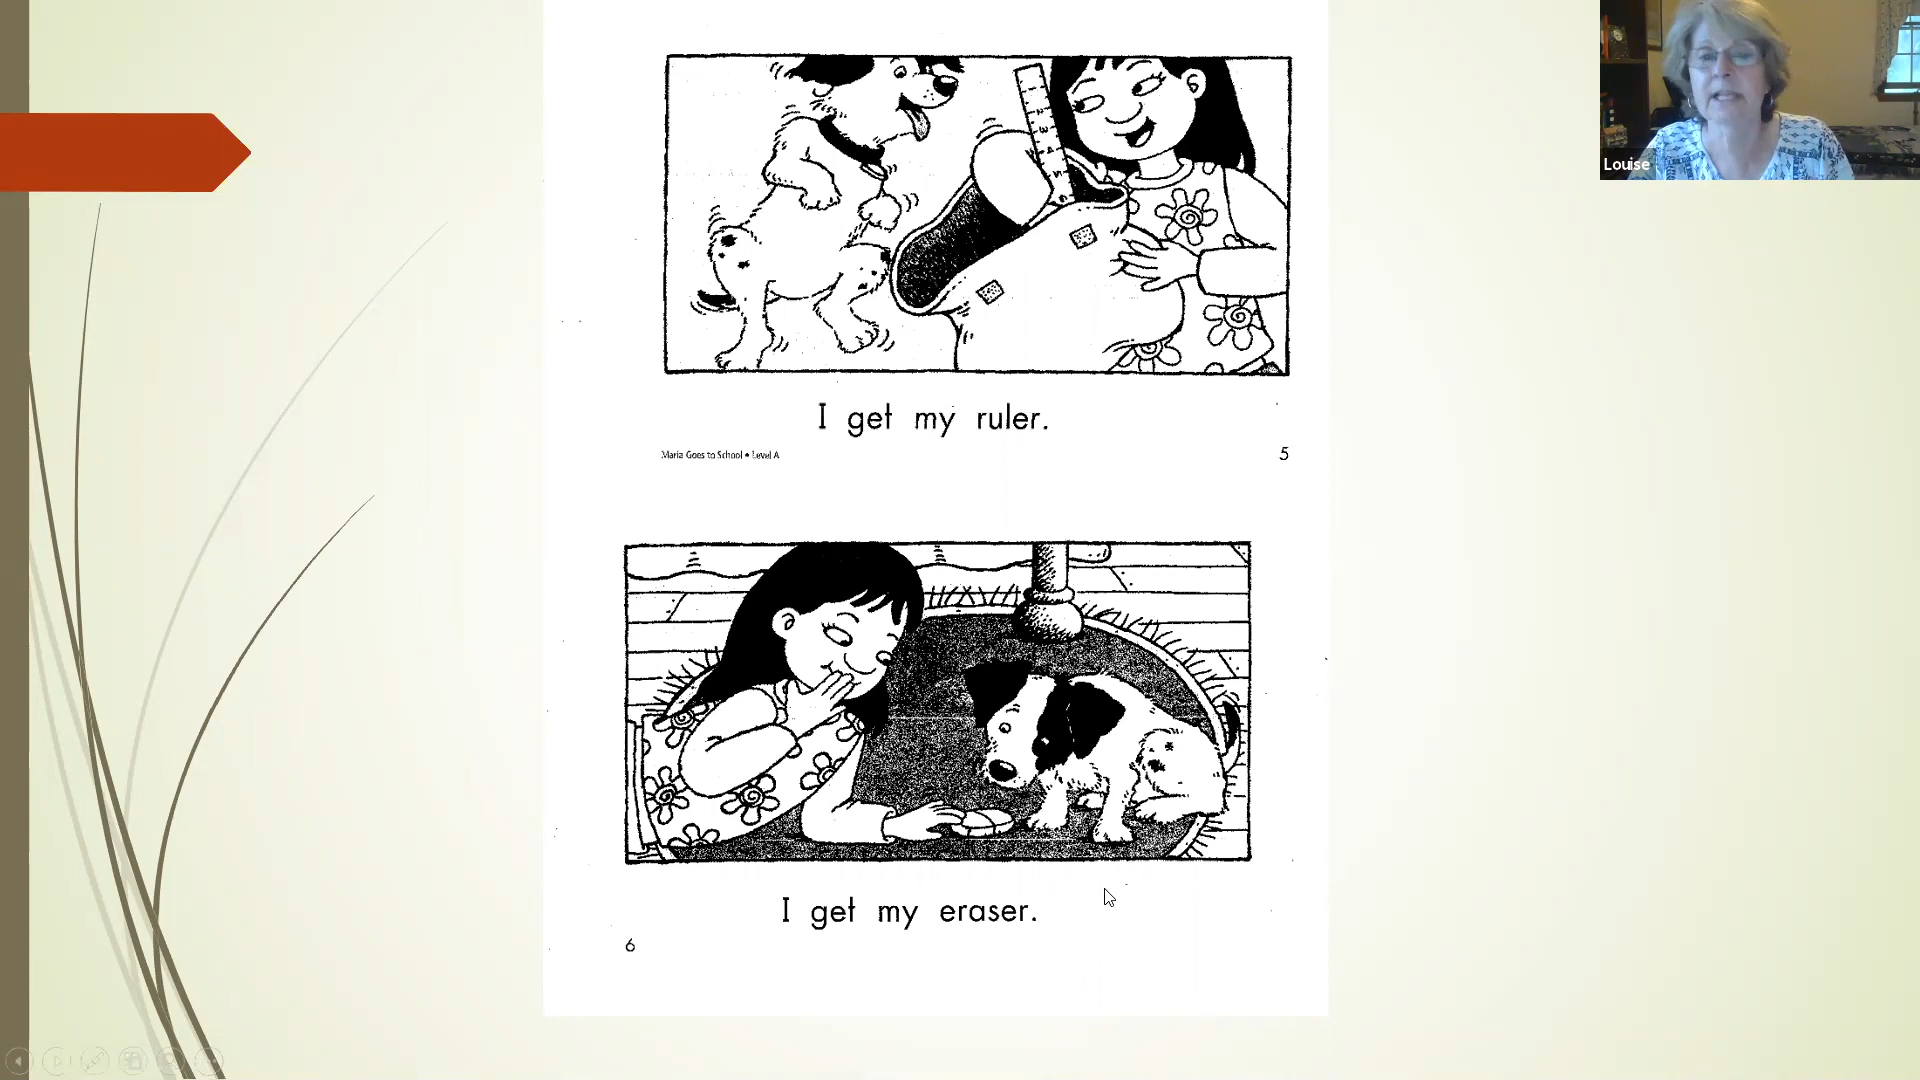 I get my ruler.
Maria Goes to School • Level A
5
I get my eraser.
6
Louise